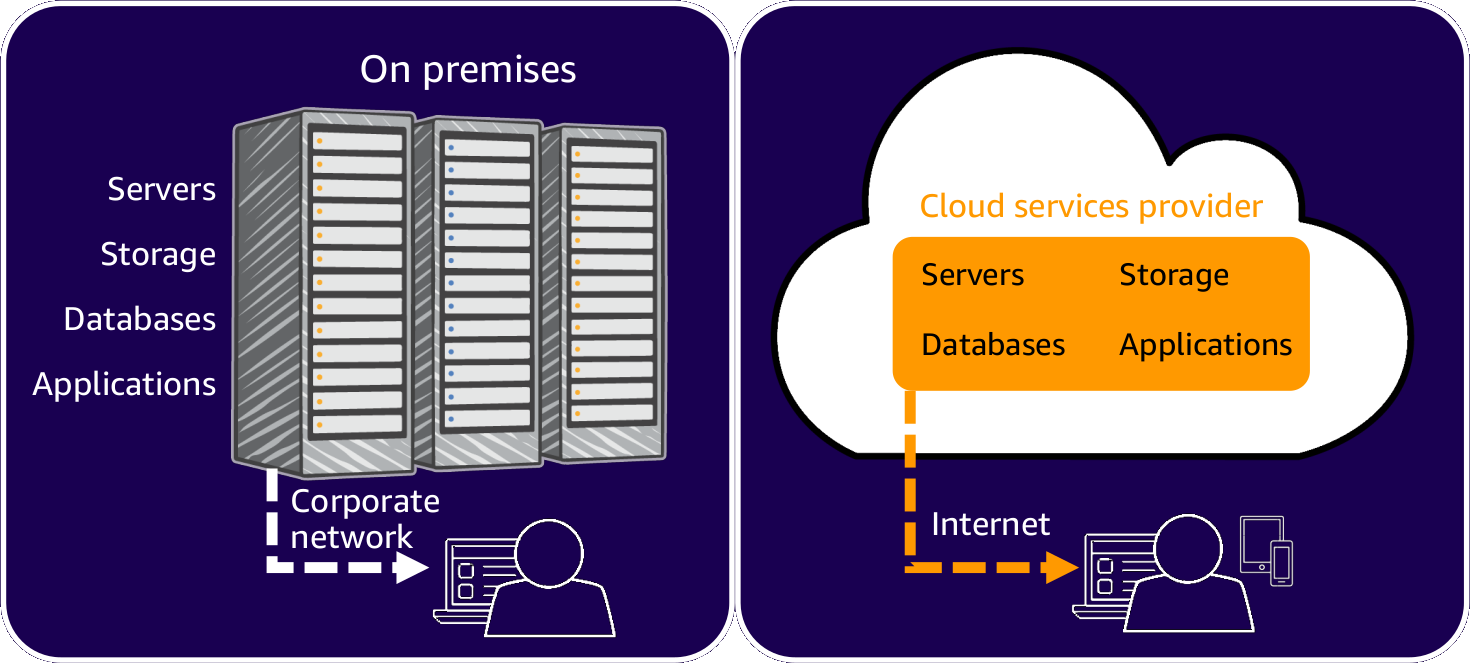 On premises
Servers
Storage
Databases
Applications
Corporate
network
Cloud services provider
Servers Storage
Databases Applications
Internet